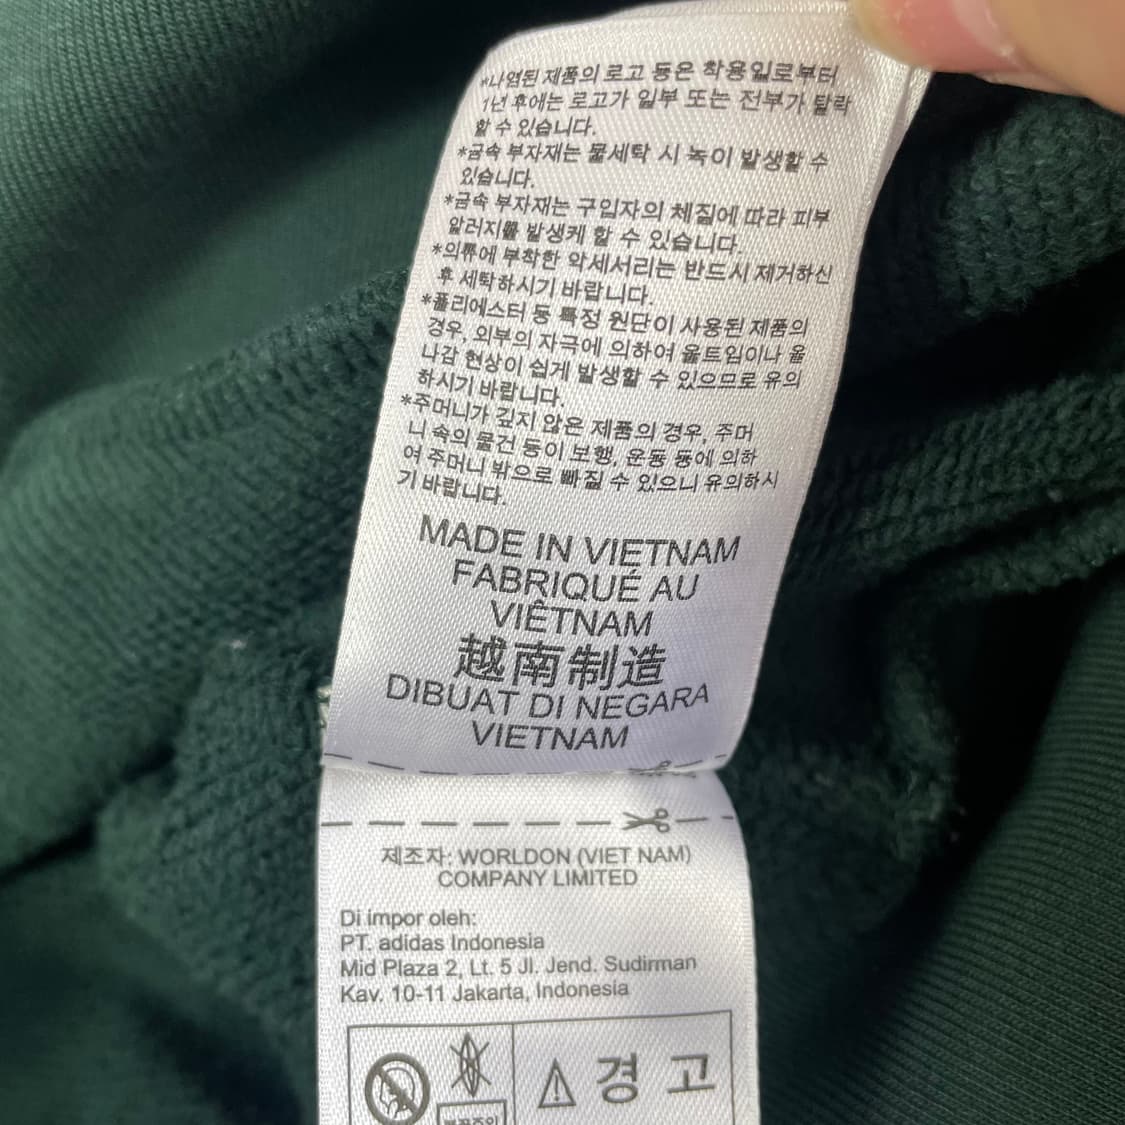 *나염된 제품의 로고 등은 착용일로부터
1년 후에는 로고가 일부 또는 전부가 탈락
할 수 있습니다.
*금속 부자재는 물세탁 시 녹이 발생할 수
있습니다.
*금속 부자재는 구입자의 체질에 따라 피부
알러지를 발생케 할 수 있습니다.
*의류에 부착한 악세서리는 반드시 제거하신
후 세탁하시기 바랍니다.
*폴리에스터 등 특정 원단이 사용된 제품의
경우, 외부의 자극에 의하여 올트임이나 올
나감 현상이 쉽게 발생할 수 있으므로 유의
하시기 바랍니다.
*주머니가 깊지 않은 제품의 경우, 주머
니 속의 물건 등이 보행, 운동 등에 의하
여 주머니 밖으로 빠질 수 있으니 유의하시
기 바랍니다.
MADE IN VIETNAM
FABRIQUÉ AU
VIÊTNAM
越南制造
DIBUAT DI NEGARA
VIETNAM
제조자: WORLDON (VIET NAM)
COMPANY LIMITED
Di impor oleh:
PT. adidas Indonesia
Mid Plaza 2, Lt. 5 Jl. Jend. Sudirman
Kav. 10-11 Jakarta, Indonesia
경 고